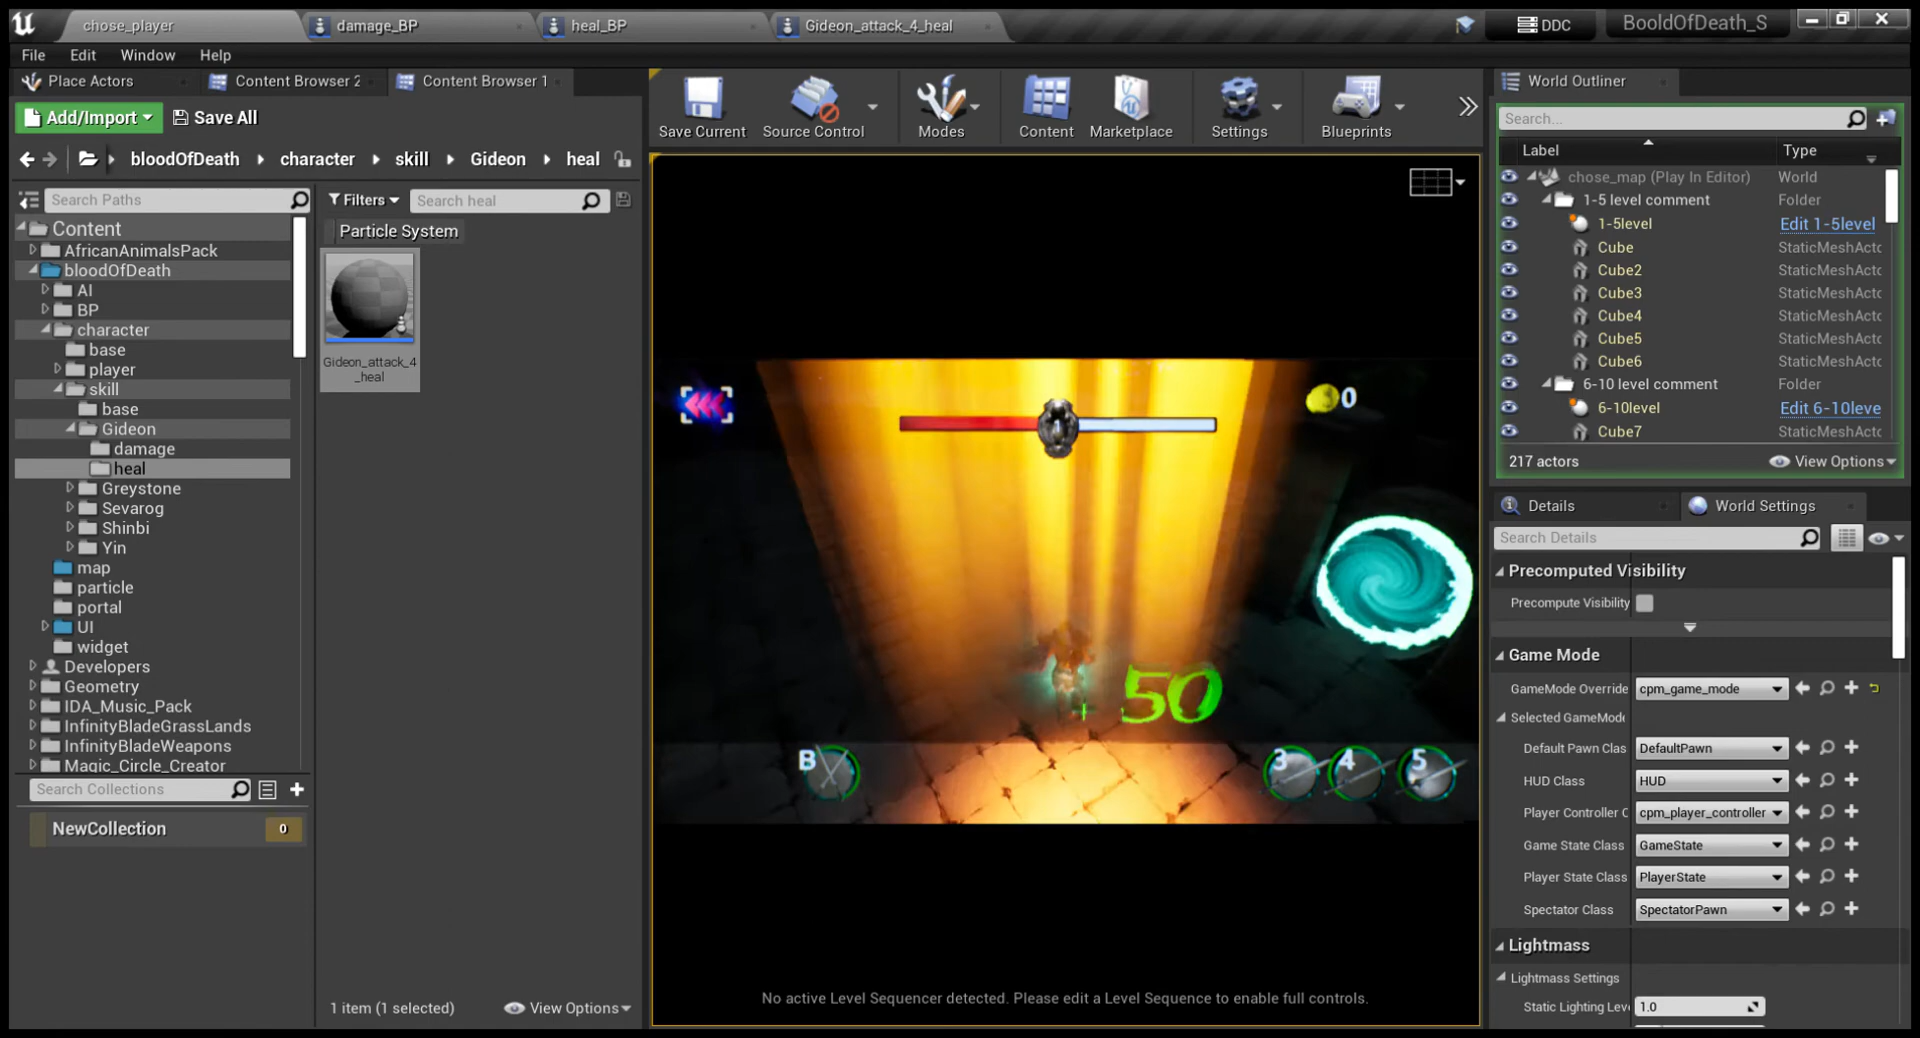 chose_player
damage_BP
heal_BP
Gideon_attack_4_heal
DDC
BooldOfDeath_S
File Edit Window Help
Place Actors
Content Browser 2
Content Browser 1
Add/Import
Save All
bloodOfDeath character skill Gideon heal
Search Paths
Filters
Search heal
Content
AfricanAnimalsPack
bloodOfDeath
AI
BP
character
base
player
skill
base
Gideon
damage
heal
Greystone
Sevarog
Shinbi
Yin
map
particle
portal
UI
widget
Developers
Geometry
IDA_Music_Pack
InfinityBladeGrassLands
InfinityBladeWeapons
Magic_Circle_Creator
Search Collections
NewCollection 0
Particle System
Gideon_attack_4
_heal
1 item (1 selected)
View Options
Save Current
Source Control
Modes
Content
Marketplace
Settings
Blueprints
0
50
B
3
4
5
No active Level Sequencer detected. Please edit a Level Sequence to enable full controls.
World Outliner
Search...
Label Type
chose_map (Play In Editor) World
1-5 level comment Folder
1-5level Edit 1-5level
Cube StaticMeshActo
Cube2 StaticMeshActo
Cube3 StaticMeshActo
Cube4 StaticMeshActo
Cube5 StaticMeshActo
Cube6 StaticMeshActo
6-10 level comment Folder
6-10level Edit 6-10leve
Cube7 StaticMeshActo
217 actors
View Options
Details
World Settings
Search Details
Precomputed Visibility
Precompute Visibility
Game Mode
GameMode Override cpm_game_mode
Selected GameMode
Default Pawn Clas DefaultPawn
HUD Class HUD
Player Controller C cpm_player_controller
Game State Class GameState
Player State Class PlayerState
Spectator Class SpectatorPawn
Lightmass
Lightmass Settings
Static Lighting Leve 1.0